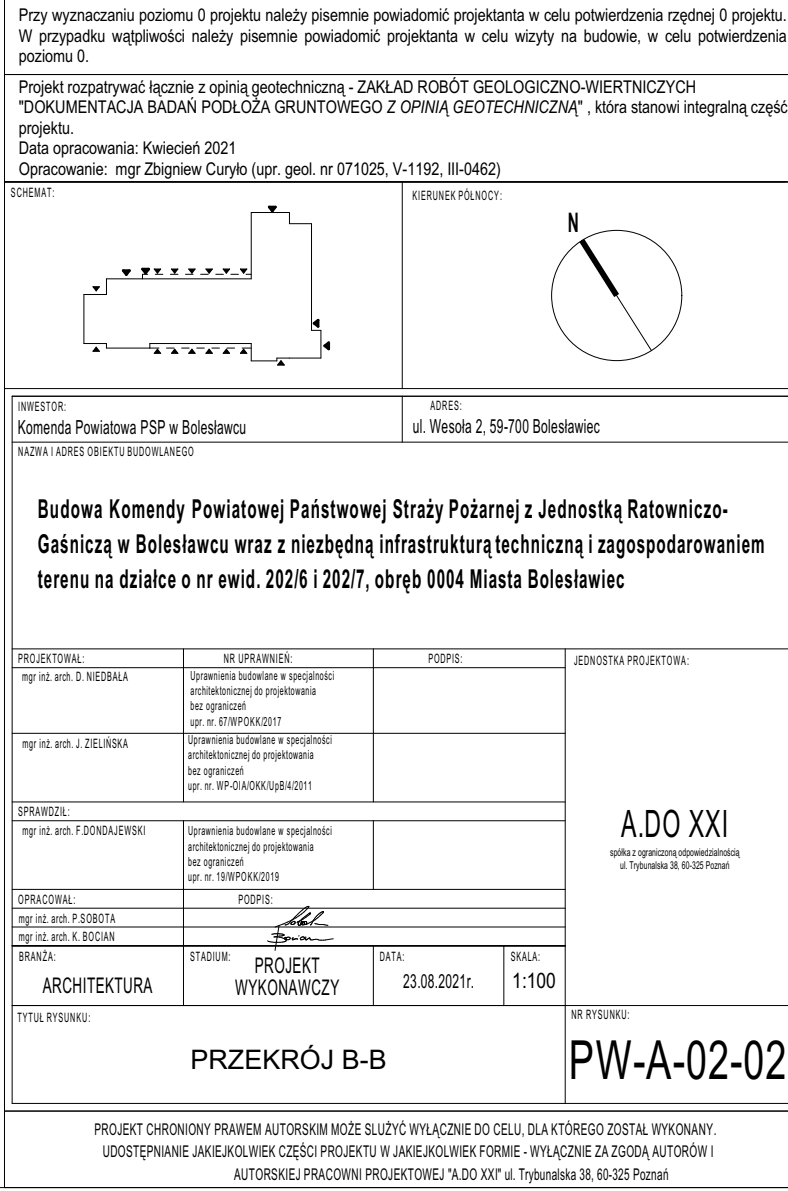 Przy wyznaczaniu poziomu 0 projektu należy pisemnie powiadomić projektanta w celu potwierdzenia rzędnej 0 projektu.
W przypadku wątpliwości należy pisemnie powiadomić projektanta w celu wizyty na budowie, w celu potwierdzenia
poziomu 0.
Projekt rozpatrywać łącznie z opinią geotechniczną - ZAKŁAD ROBÓT GEOLOGICZNO-WIERTNICZYCH
"DOKUMENTACJA BADAŃ PODŁOŻA GRUNTOWEGO Z OPINIĄ GEOTECHNICZNĄ" , która stanowi integralną część
projektu.
Data opracowania: Kwiecień 2021
Opracowanie: mgr Zbigniew Curyło (upr. geol. nr 071025, V-1192, III-0462)
SCHEMAT:
KIERUNEK PÓŁNOCY:
N
INWESTOR:
Komenda Powiatowa PSP w Bolesławcu
ADRES:
ul. Wesoła 2, 59-700 Bolesławiec
NAZWA I ADRES OBIEKTU BUDOWLANEGO
Budowa Komendy Powiatowej Państwowej Straży Pożarnej z Jednostką Ratowniczo-
Gaśniczą w Bolesławcu wraz z niezbędną infrastrukturą techniczną i zagospodarowaniem
terenu na działce o nr ewid. 202/6 i 202/7, obręb 0004 Miasta Bolesławiec
PROJEKTOWAŁ:
NR UPRAWNIEŃ:
PODPIS:
mgr inż. arch. D. NIEDBAŁA
Uprawnienia budowlane w specjalności
architektonicznej do projektowania
bez ograniczeń
upr. nr. 67/WPOKK/2017
mgr inż. arch. J. ZIELIŃSKA
Uprawnienia budowlane w specjalności
architektonicznej do projektowania
bez ograniczeń
upr. nr. WP-OIA/OKK/UpB/4/2011
SPRAWDZIŁ:
mgr inż. arch. F.DONDAJEWSKI
Uprawnienia budowlane w specjalności
architektonicznej do projektowania
bez ograniczeń
upr. nr. 19/WPOKK/2019
OPRACOWAŁ:
PODPIS:
mgr inż. arch. P.SOBOTA
mgr inż. arch. K. BOCIAN
Bocian
JEDNOSTKA PROJEKTOWA:
A.DO XXI
spółka z ograniczoną odpowiedzialnością
ul. Trybunalska 38, 60-325 Poznań
BRANŻA:
ARCHITEKTURA
STADIUM:
PROJEKT
WYKONAWCZY
DATA:
23.08.2021r.
SKALA:
1:100
TYTUŁ RYSUNKU:
PRZEKRÓJ B-B
NR RYSUNKU:
PW-A-02-02
PROJEKT CHRONIONY PRAWEM AUTORSKIM MOŻE SLUŻYĆ WYŁĄCZNIE DO CELU, DLA KTÓREGO ZOSTAŁ WYKONANY.
UDOSTĘPNIANIE JAKIEJKOLWIEK CZĘŚCI PROJEKTU W JAKIEJKOLWIEK FORMIE - WYŁĄCZNIE ZA ZGODĄ AUTORÓW I
AUTORSKIEJ PRACOWNI PROJEKTOWEJ "A.DO XXI" ul. Trybunalska 38, 60-325 Poznań